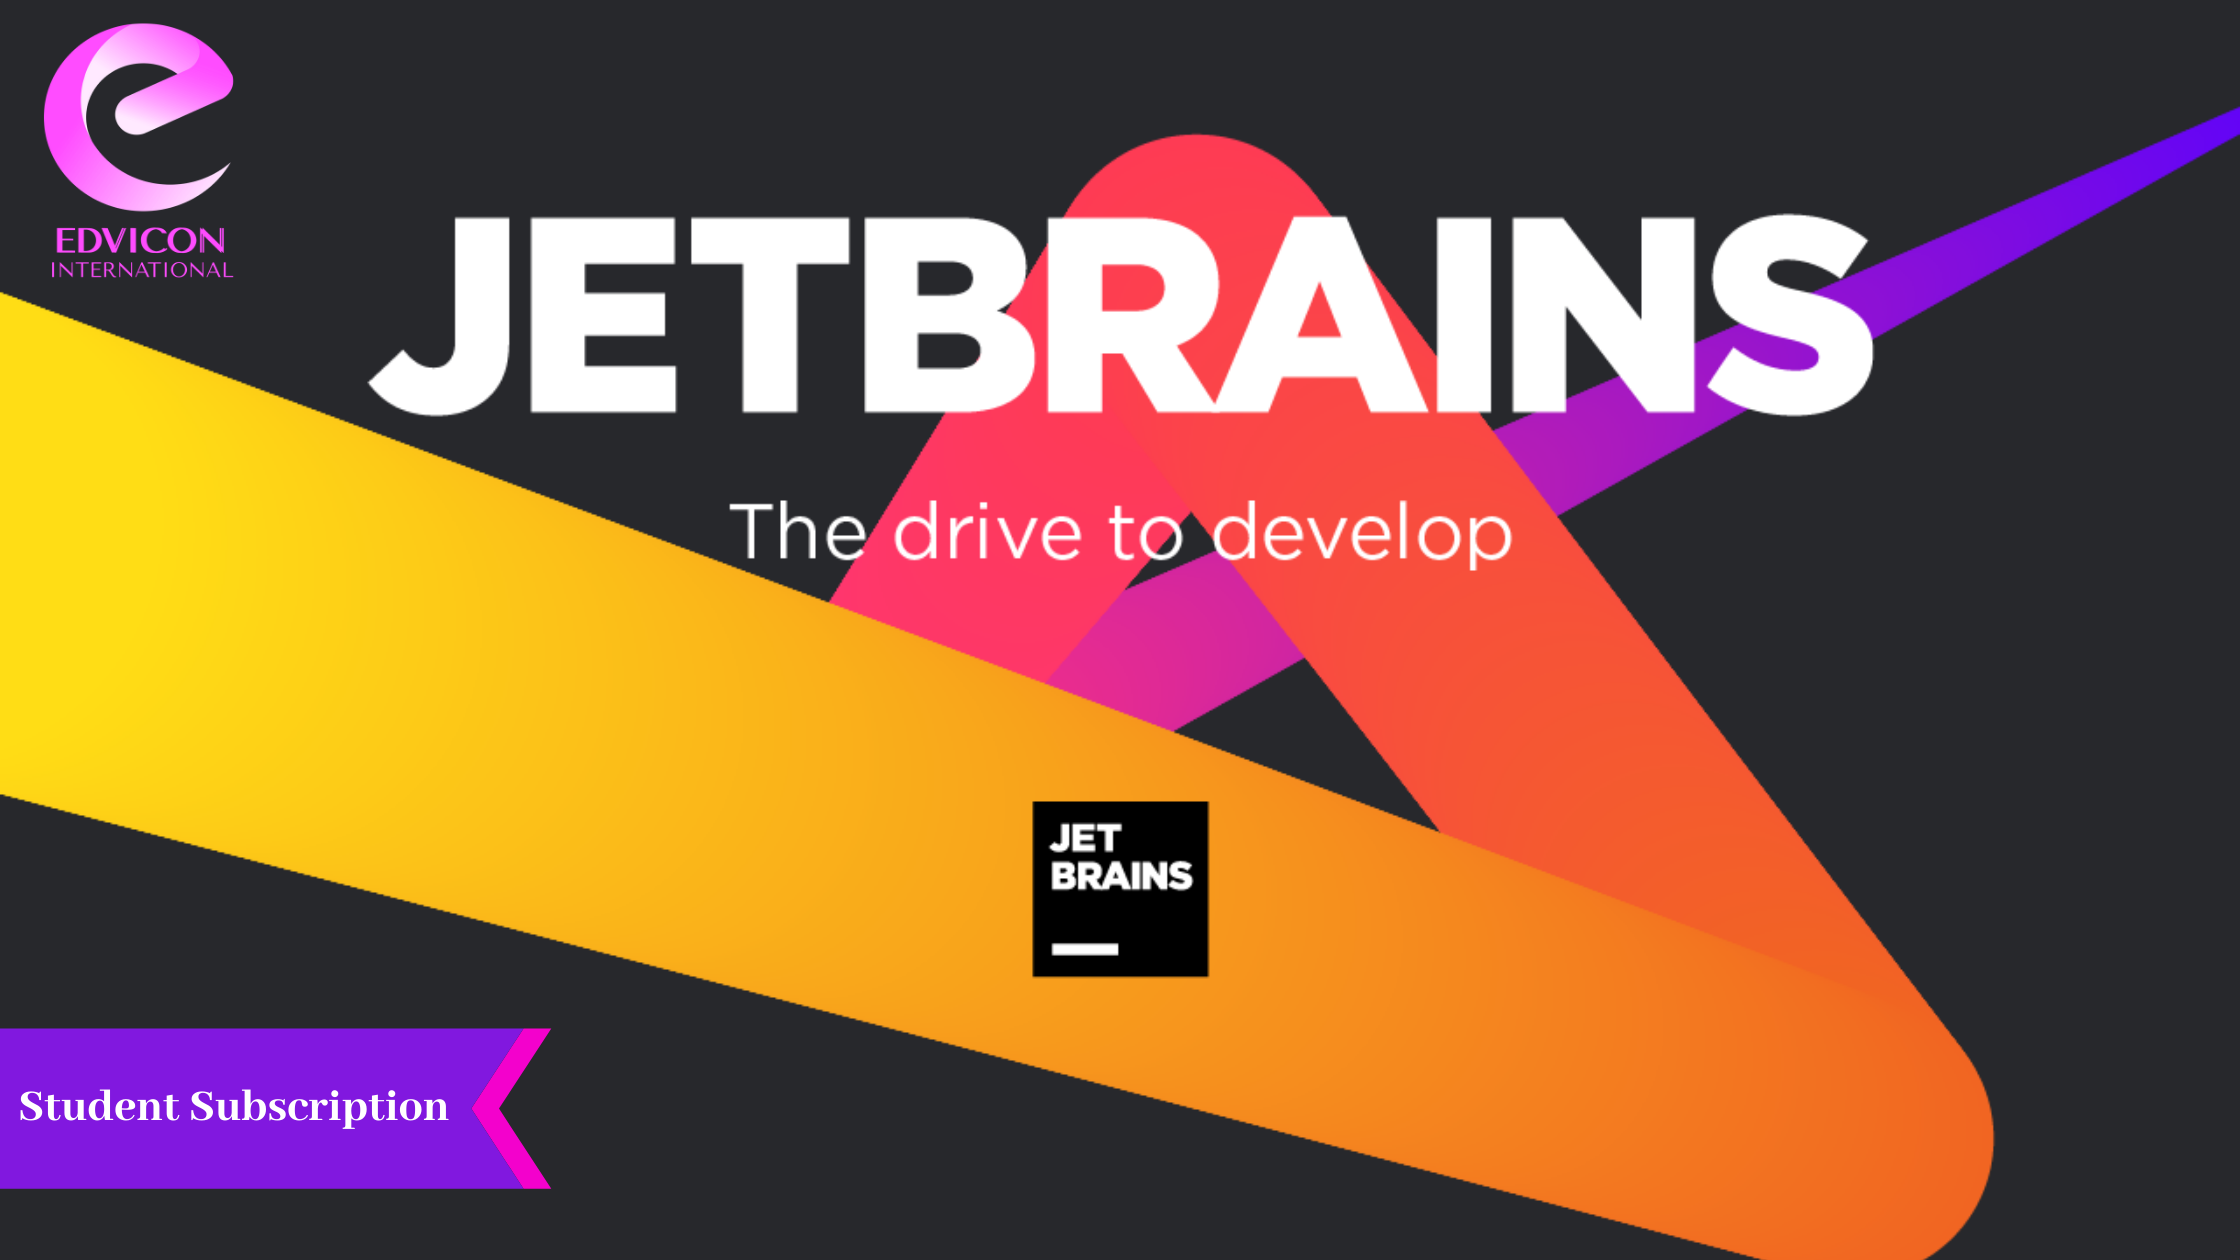 EDVICON
INTERNATIONAL
JETBRAINS
The drive to develop
JET
BRAINS
Student Subscription